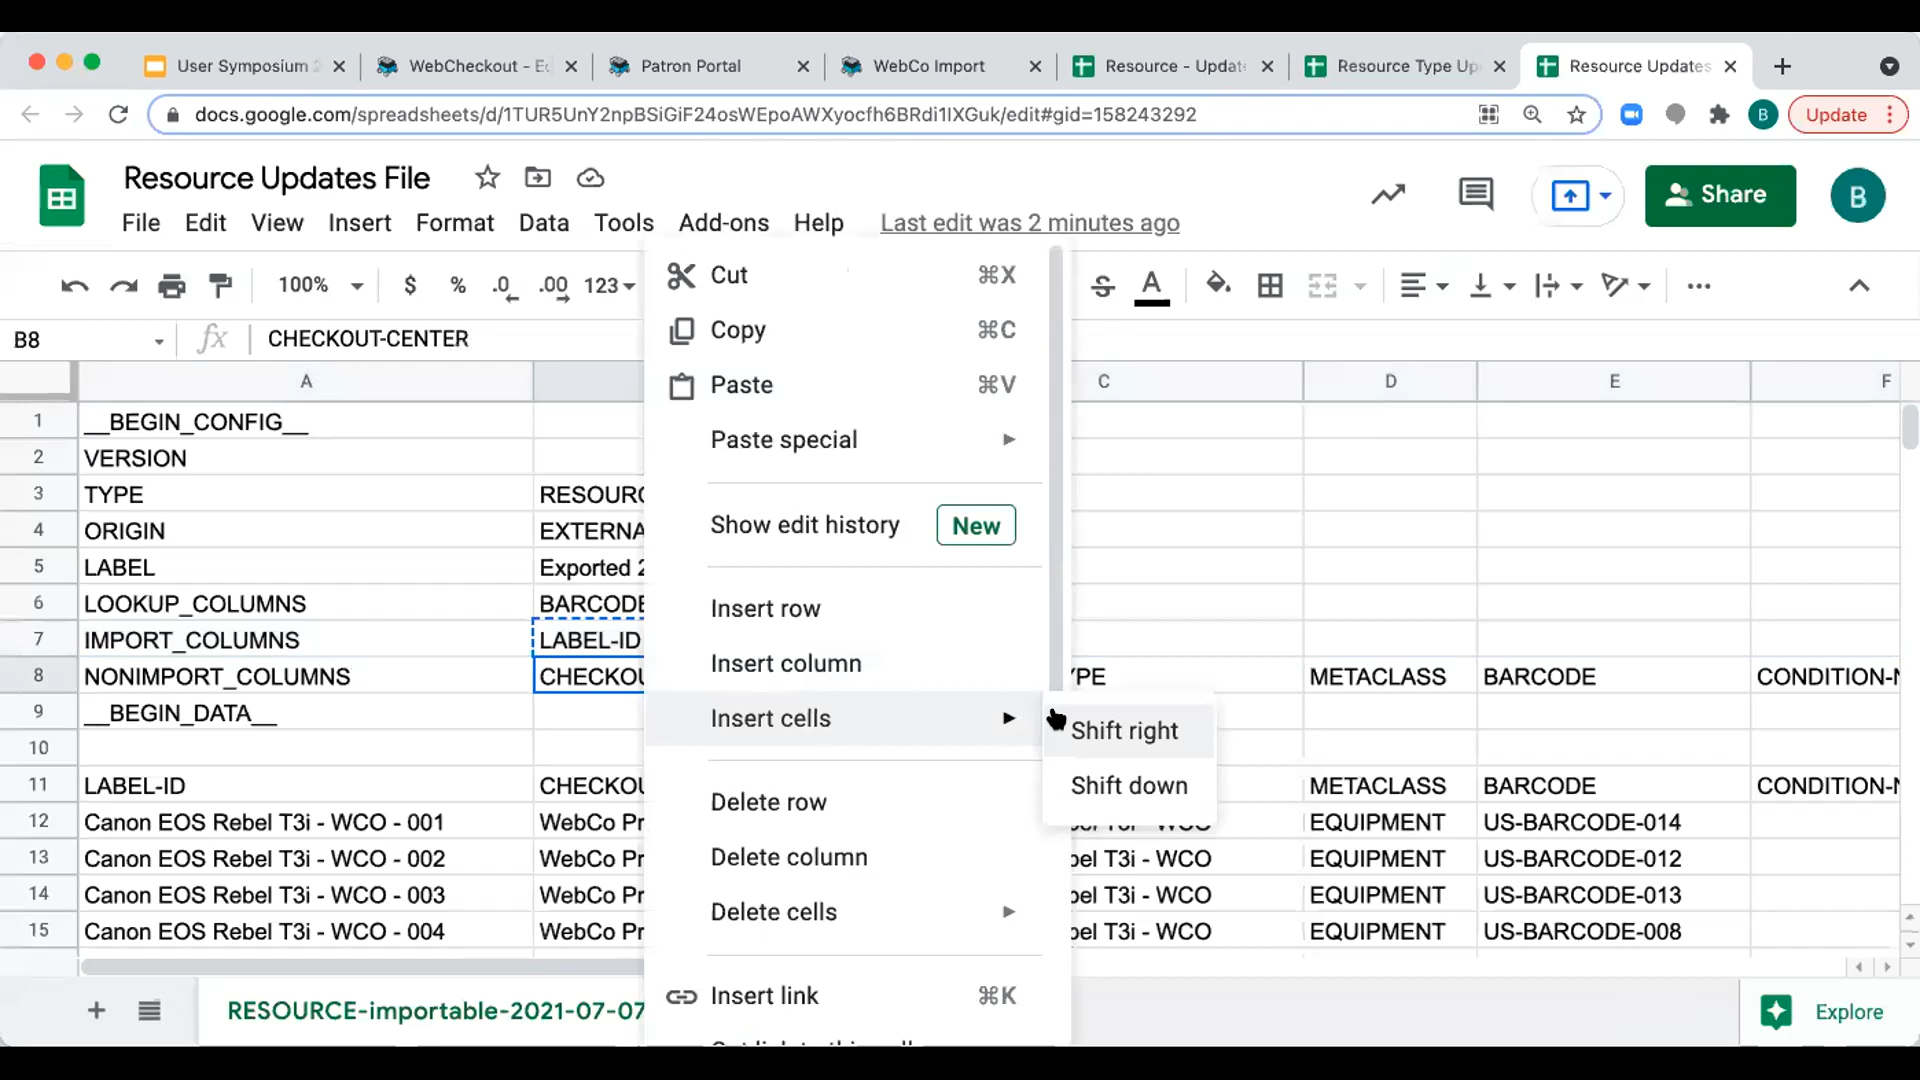 User Symposium 2
WebCheckout - Ec
Patron Portal
WebCo Import
Resource - Updat
Resource Type Up
Resource Updates
docs.google.com/spreadsheets/d/1TUR5UnY2npBSiGiF24osWEpoAWXyocfh6BRdi1lXGuk/edit#gid=158243292
B
Update
Resource Updates File
File Edit View Insert Format Data Tools Add-ons Help Last edit was 2 minutes ago
Share
B
100% $ % .0 .00 123
A
B8 fx CHECKOUT-CENTER
A C D E F
1 __BEGIN_CONFIG__
2 VERSION
3 TYPE RESOURC
4 ORIGIN EXTERNA
5 LABEL Exported 2
6 LOOKUP_COLUMNS BARCODE
7 IMPORT_COLUMNS LABEL-ID
8 NONIMPORT_COLUMNS CHECKOU YPE METACLASS BARCODE CONDITION-N
9 __BEGIN_DATA__
10
11 LABEL-ID CHECKOU METACLASS BARCODE CONDITION-N
12 Canon EOS Rebel T3i - WCO - 001 WebCo Pr EQUIPMENT US-BARCODE-014
13 Canon EOS Rebel T3i - WCO - 002 WebCo Pr bel T3i - WCO EQUIPMENT US-BARCODE-012
14 Canon EOS Rebel T3i - WCO - 003 WebCo Pr bel T3i - WCO EQUIPMENT US-BARCODE-013
15 Canon EOS Rebel T3i - WCO - 004 WebCo Pr bel T3i - WCO EQUIPMENT US-BARCODE-008
Cut ⌘X
Copy ⌘C
Paste ⌘V
Paste special
Show edit history New
Insert row
Insert column
Insert cells
Shift right
Shift down
Delete row
Delete column
Delete cells
Insert link ⌘K
RESOURCE-importable-2021-07-07
Explore